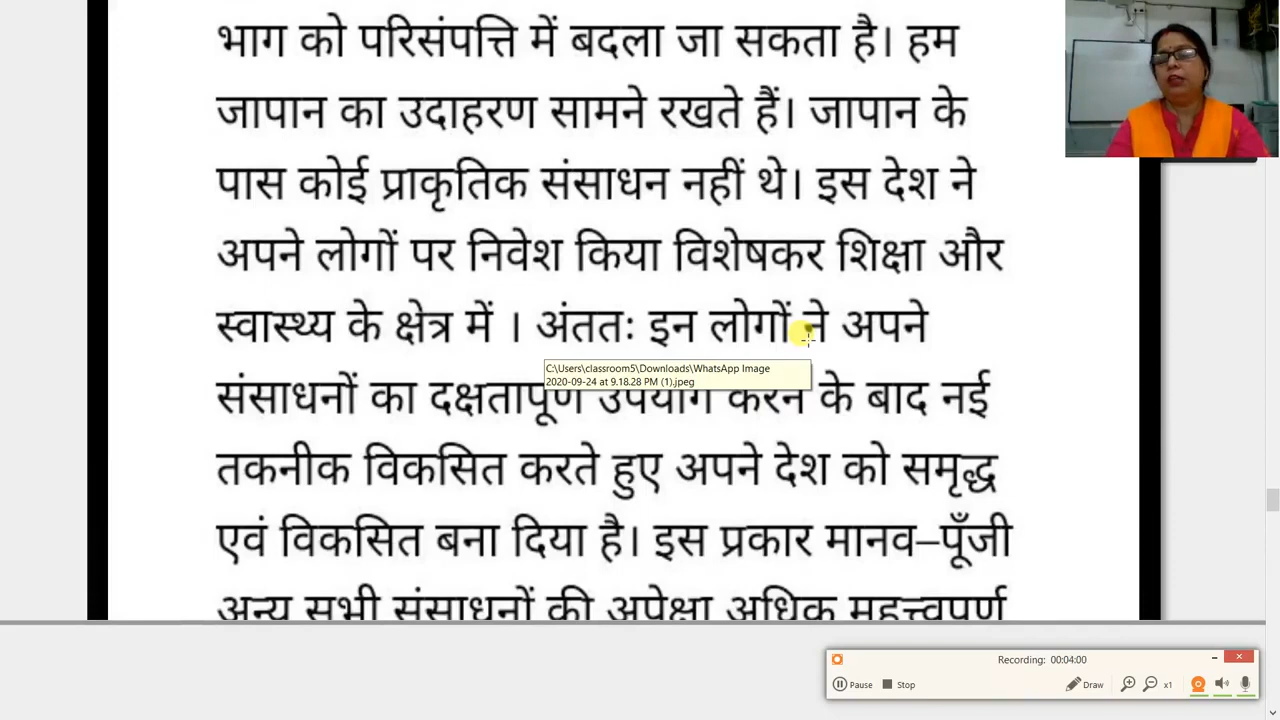 भाग को परिसंपत्ति में बदला जा सकता है। हम
जापान का उदाहरण सामने रखते हैं। जापान के
पास कोई प्राकृतिक संसाधन नहीं थे। इस देश ने
अपने लोगों पर निवेश किया विशेषकर शिक्षा और
स्वास्थ्य के क्षेत्र में । अंततः इन लोगों ने अपने
C:\Users\classroom5\Downloads\WhatsApp Image
2020-09-24 at 9.18.28 PM (1).jpeg
संसाधनों का दक्षतापूर्ण उपयोग करने के बाद नई
तकनीक विकसित करते हुए अपने देश को समृद्ध
एवं विकसित बना दिया है। इस प्रकार मानव–पूँजी
अन्य सभी संसाधनों की अपेक्षा अधिक महत्त्वपूर्ण
Recording: 00:04:00
Pause Stop Draw x1